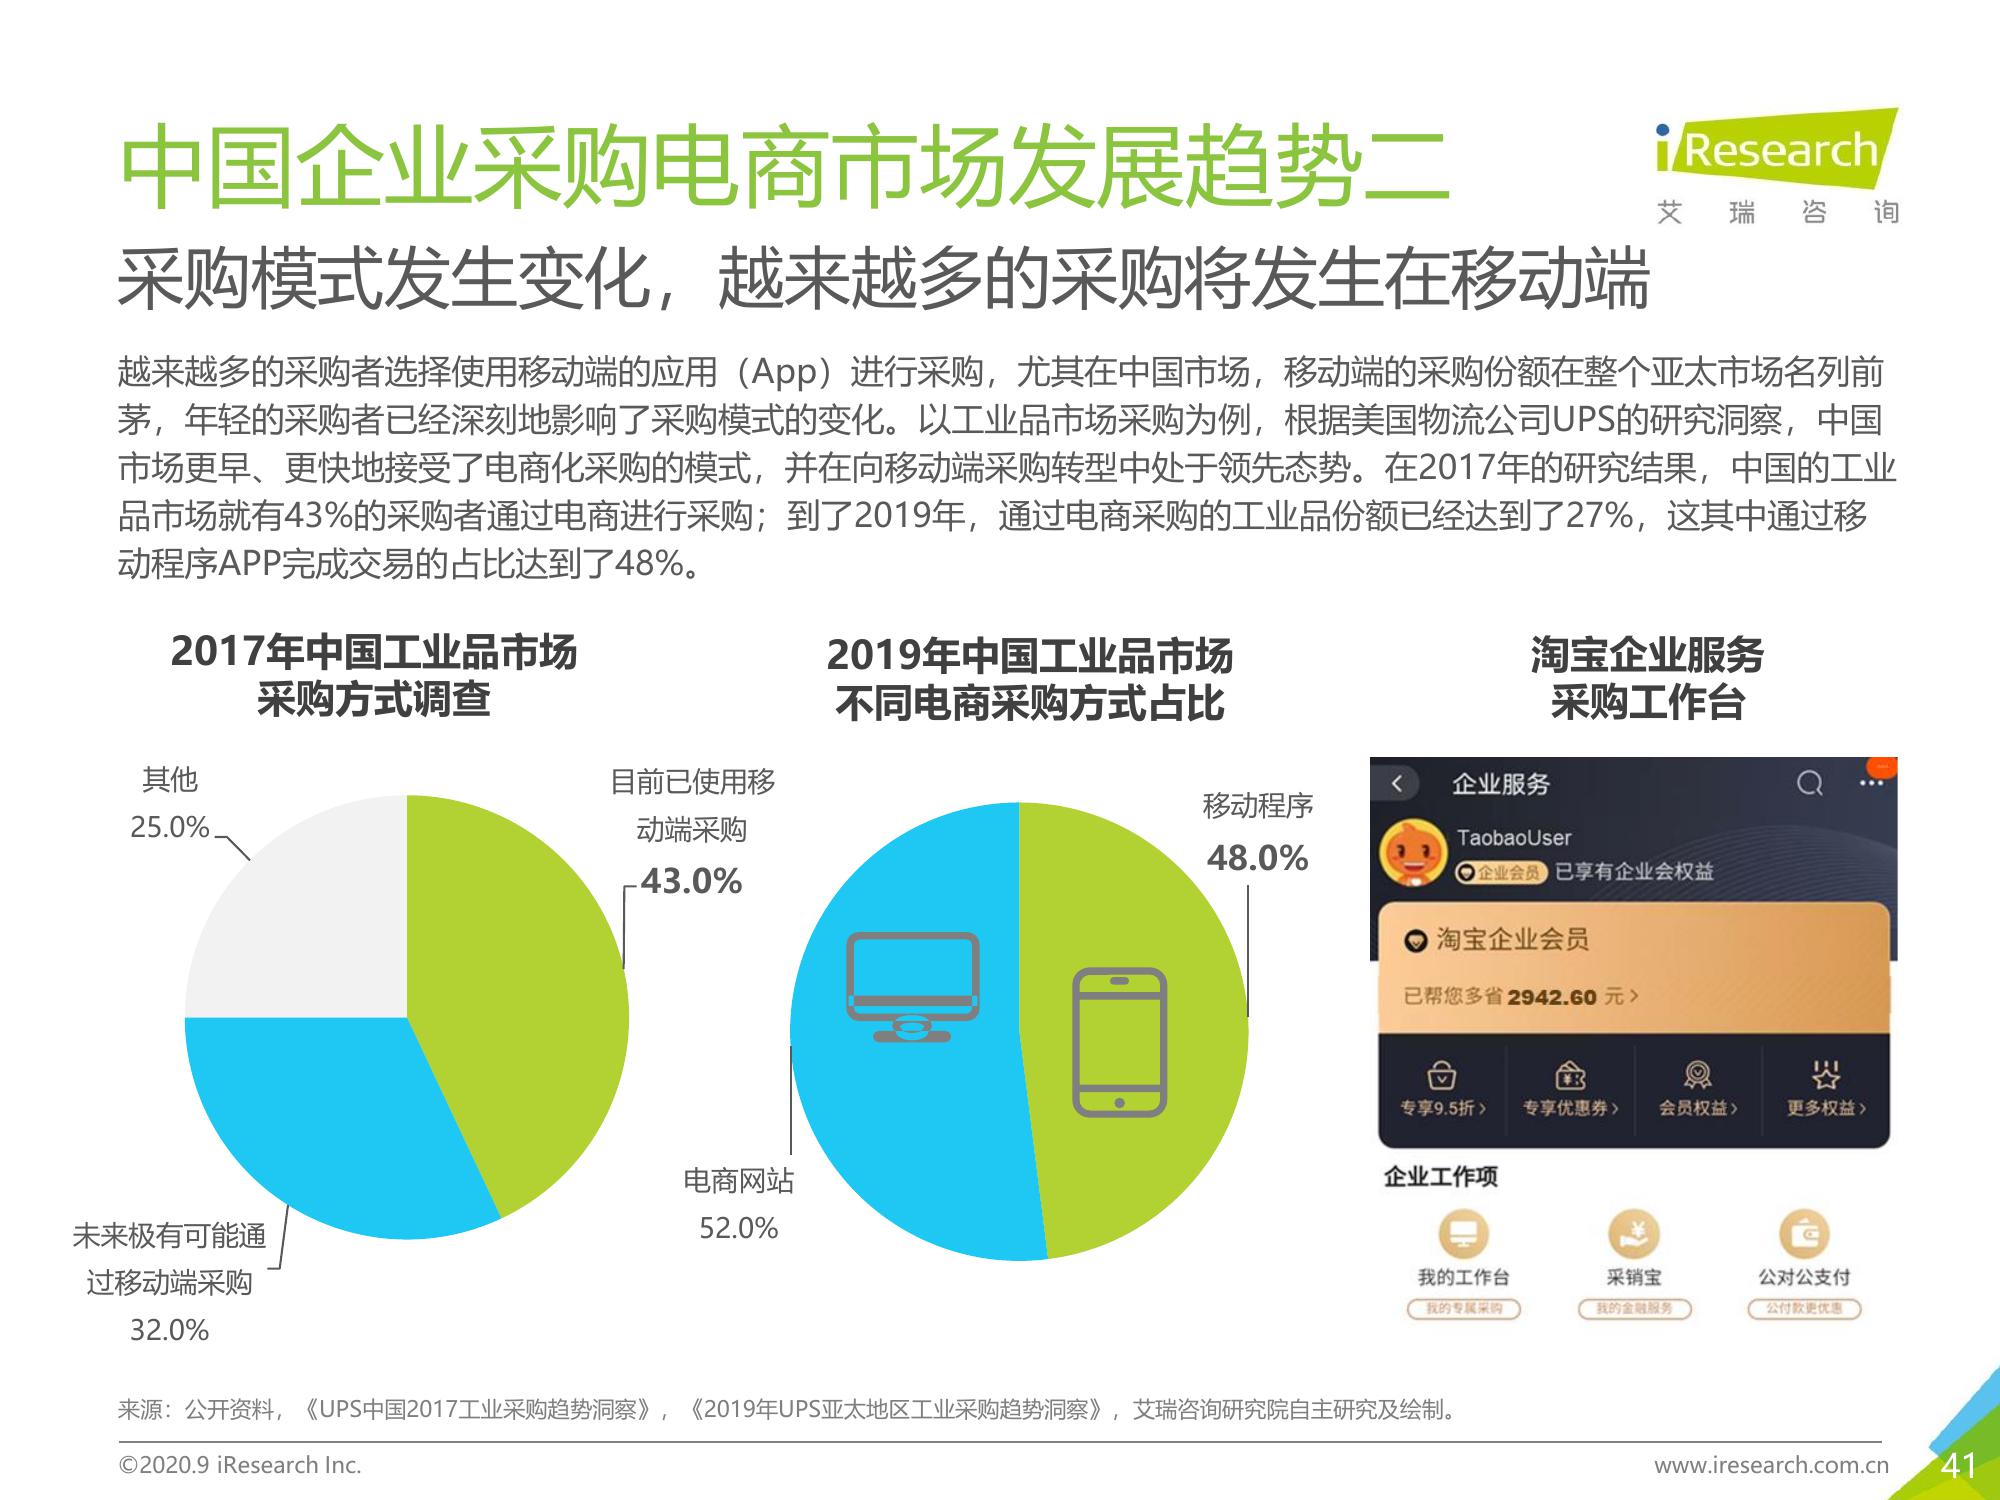 中国企业采购电商市场发展趋势二
iResearch
艾瑞咨询
采购模式发生变化，越来越多的采购将发生在移动端
越来越多的采购者选择使用移动端的应用（App）进行采购，尤其在中国市场，移动端的采购份额在整个亚太市场名列前
茅，年轻的采购者已经深刻地影响了采购模式的变化。以工业品市场采购为例，根据美国物流公司UPS的研究洞察，中国
市场更早、更快地接受了电商化采购的模式，并在向移动端采购转型中处于领先态势。在2017年的研究结果，中国的工业
品市场就有43%的采购者通过电商进行采购；到了2019年，通过电商采购的工业品份额已经达到了27%，这其中通过移
动程序APP完成交易的占比达到了48%。
2017年中国工业品市场
采购方式调查
其他
25.0%
目前已使用移
动端采购
43.0%
未来极有可能通
过移动端采购
32.0%
2019年中国工业品市场
不同电商采购方式占比
移动程序
48.0%
电商网站
52.0%
淘宝企业服务
采购工作台
企业服务
TaobaoUser
企业会员 已享有企业会权益
淘宝企业会员
已帮您多省 2942.60 元 >
专享9.5折 > 专享优惠券 > 会员权益 > 更多权益 >
企业工作项
我的工作台 采销宝 公对公支付
我的专属采购 我的金融服务 公付款更优惠
来源：公开资料，《UPS中国2017工业采购趋势洞察》，《2019年UPS亚太地区工业采购趋势洞察》，艾瑞咨询研究院自主研究及绘制。
©2020.9 iResearch Inc.
www.iresearch.com.cn
41